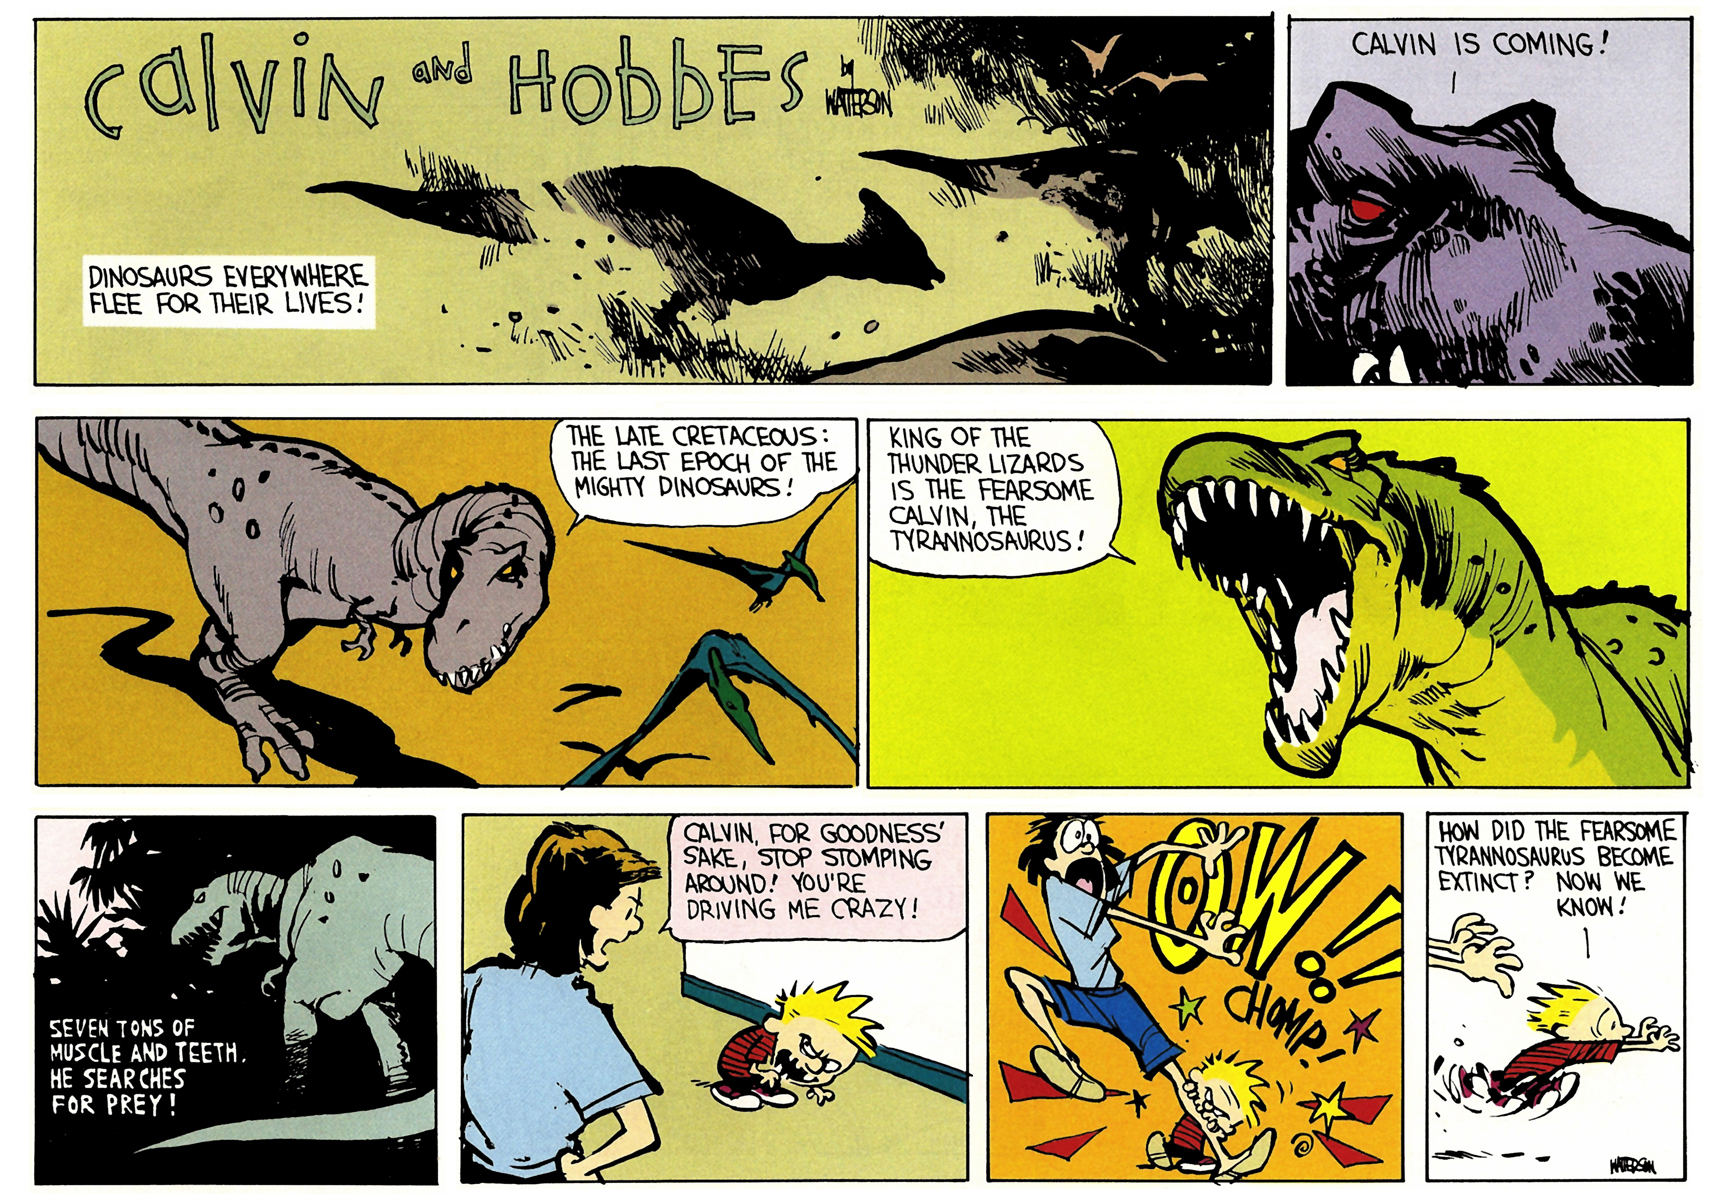 CALVIN and HOBBES
by
WATTERSON
DINOSAURS EVERYWHERE
FLEE FOR THEIR LIVES!
CALVIN IS COMING!
THE LATE CRETACEOUS:
THE LAST EPOCH OF THE
MIGHTY DINOSAURS!
KING OF THE
THUNDER LIZARDS
IS THE FEARSOME
CALVIN, THE
TYRANNOSAURUS!
SEVEN TONS OF
MUSCLE AND TEETH.
HE SEARCHES
FOR PREY!
CALVIN, FOR GOODNESS'
SAKE, STOP STOMPING
AROUND! YOU'RE
DRIVING ME CRAZY!
OW!!
CHOMP!
HOW DID THE FEARSOME
TYRANNOSAURUS BECOME
EXTINCT? NOW WE
KNOW!
WATTERSON